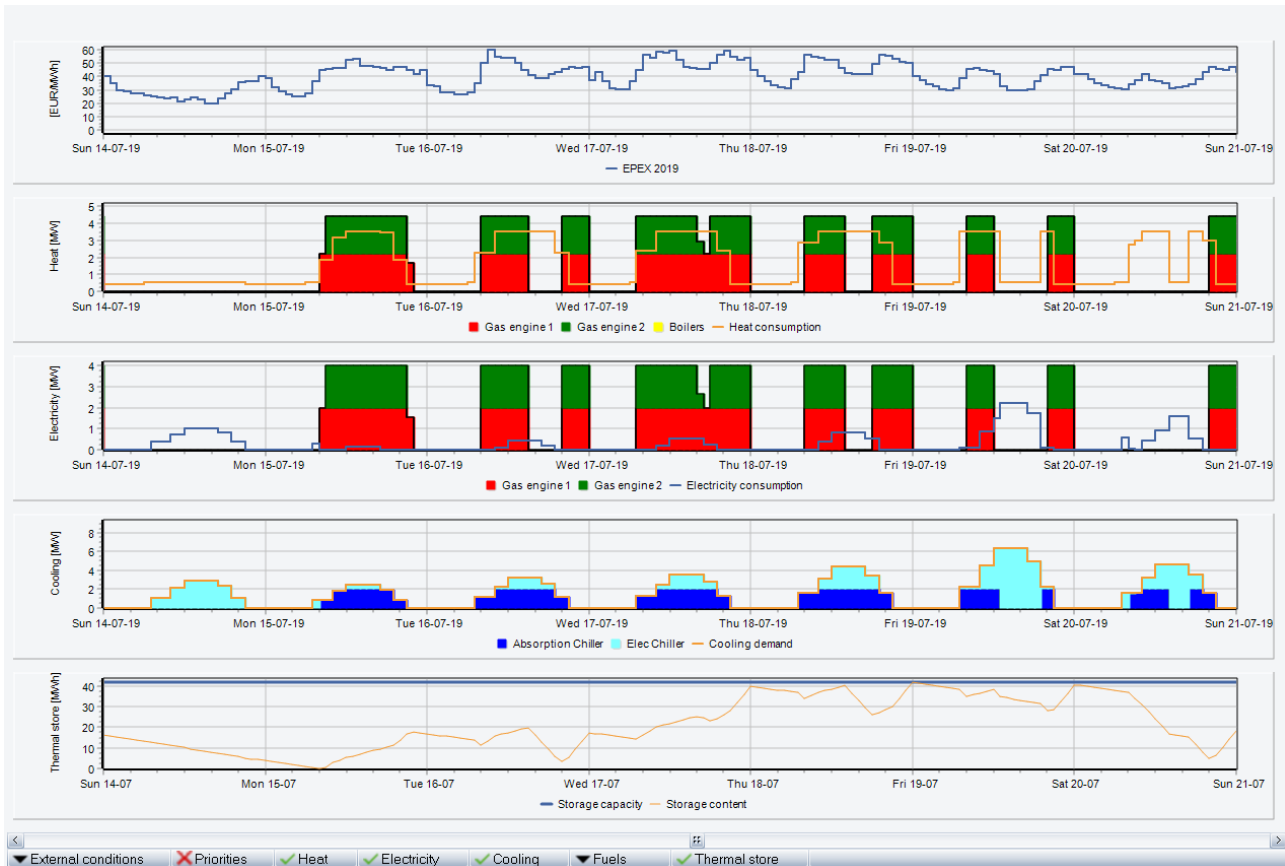 [EUR/MWh]
60
50
40
30
20
10
0
Sun 14-07-19 Mon 15-07-19 Tue 16-07-19 Wed 17-07-19 Thu 18-07-19 Fri 19-07-19 Sat 20-07-19 Sun 21-07-19
EPEX 2019
Heat [MW]
5
4
3
2
1
0
Sun 14-07-19 Mon 15-07-19 Tue 16-07-19 Wed 17-07-19 Thu 18-07-19 Fri 19-07-19 Sat 20-07-19 Sun 21-07-19
Gas engine 1 Gas engine 2 Boilers Heat consumption
Electricity [MW]
4
3
2
1
0
Sun 14-07-19 Mon 15-07-19 Tue 16-07-19 Wed 17-07-19 Thu 18-07-19 Fri 19-07-19 Sat 20-07-19 Sun 21-07-19
Gas engine 1 Gas engine 2 Electricity consumption
Cooling [MW]
8
6
4
2
0
Sun 14-07-19 Mon 15-07-19 Tue 16-07-19 Wed 17-07-19 Thu 18-07-19 Fri 19-07-19 Sat 20-07-19 Sun 21-07-19
Absorption Chiller Elec Chiller Cooling demand
Thermal store [MWh]
40
30
20
10
0
Sun 14-07 Mon 15-07 Tue 16-07 Wed 17-07 Thu 18-07 Fri 19-07 Sat 20-07 Sun 21-07
Storage capacity Storage content
External conditions Priorities Heat Electricity Cooling Fuels Thermal store